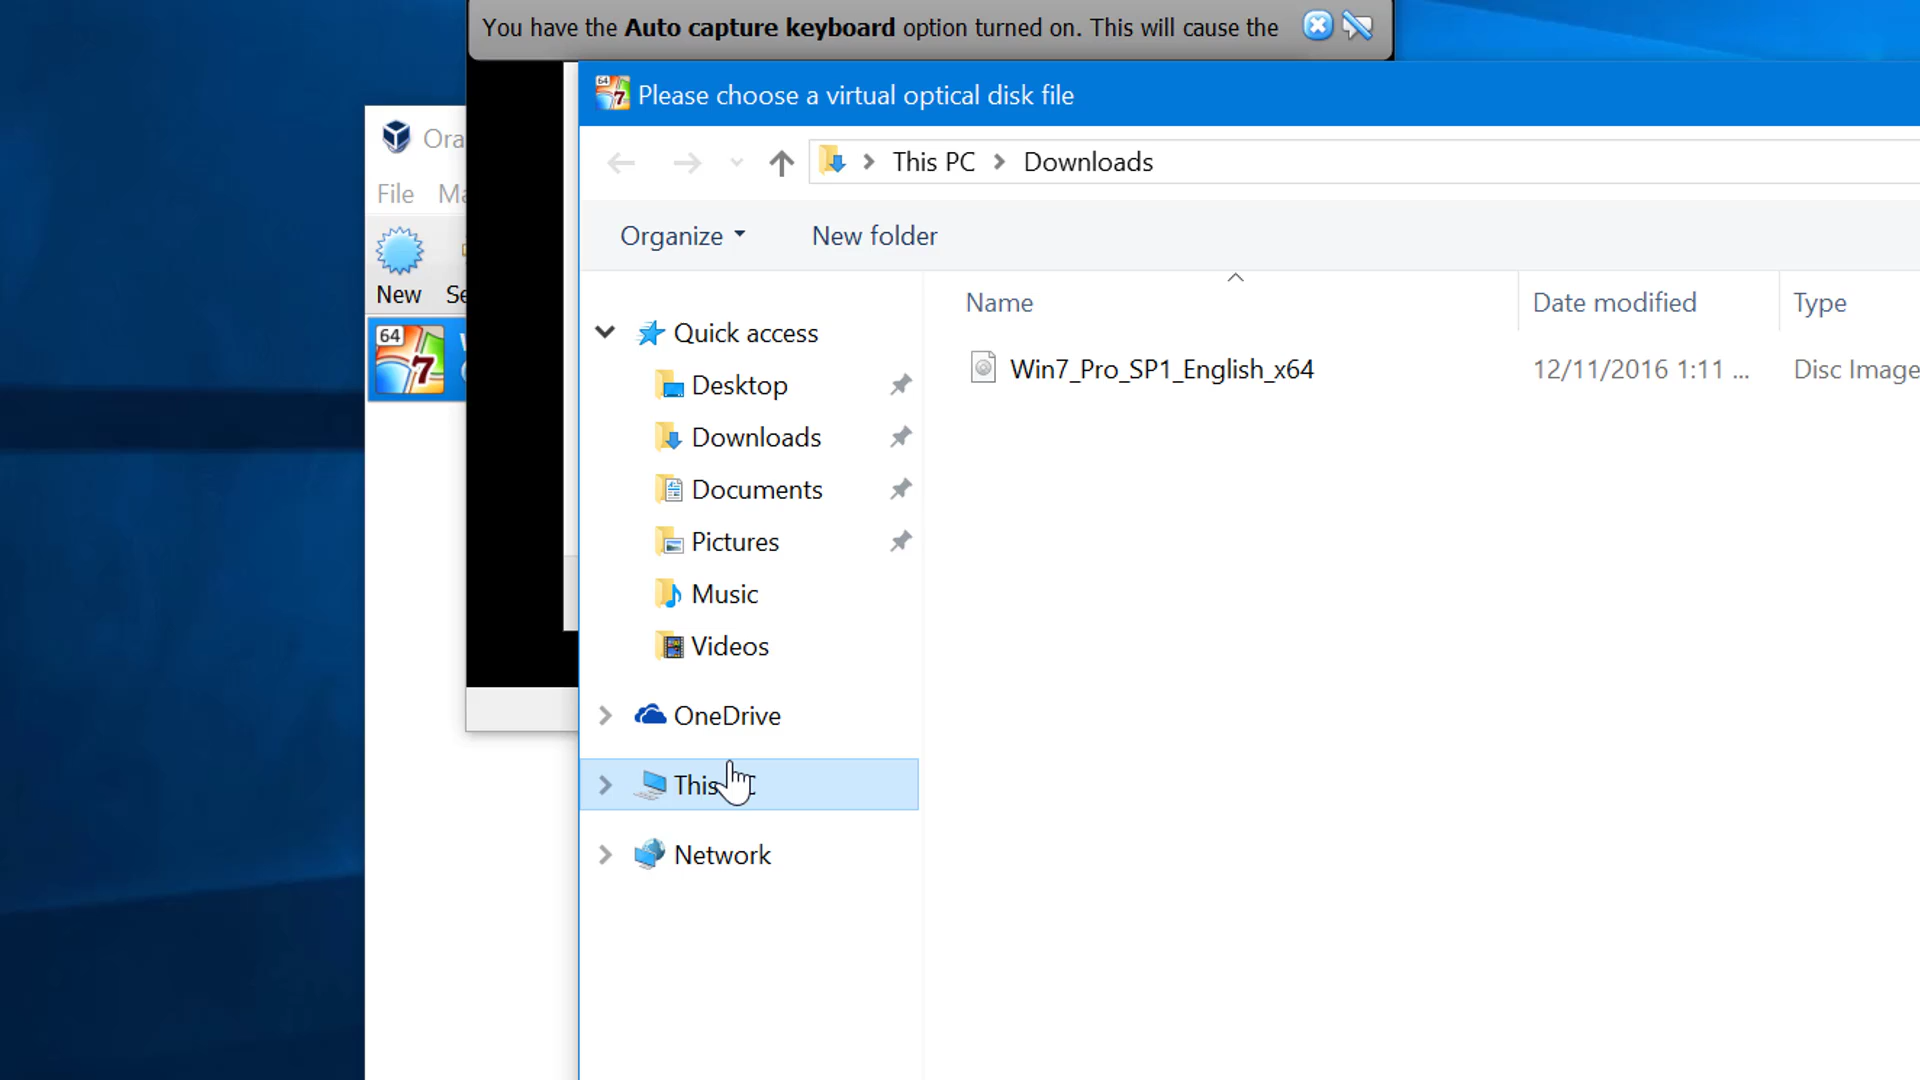 You have the Auto capture keyboard option turned on. This will cause the
Please choose a virtual optical disk file
Ora
This PC
Downloads
File
Organize
New folder
New
Name
Date modified
Type
64
7
Quick access
Win7_Pro_SP1_English_x64
12/11/2016 1:11 ...
Disc Image
Desktop
Downloads
Documents
Pictures
Music
Videos
OneDrive
This
Network